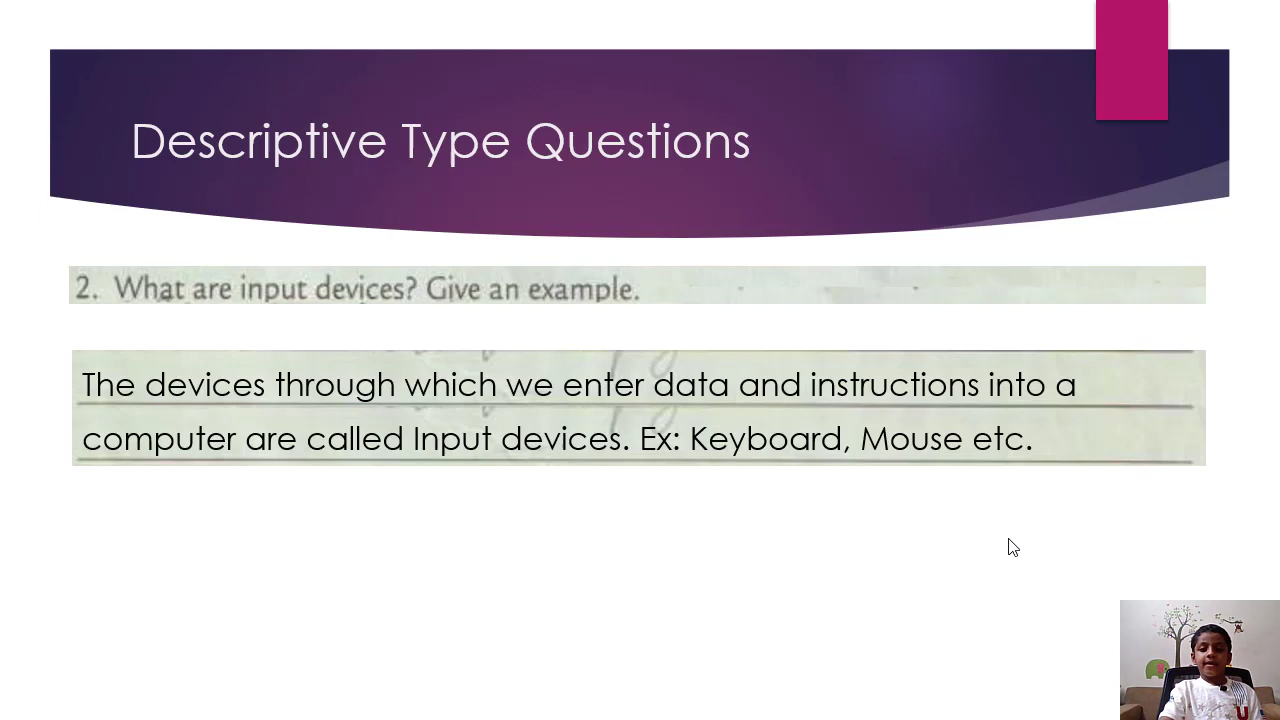 Descriptive Type Questions
2. What are input devices? Give an example.
The devices through which we enter data and instructions into a
computer are called Input devices. Ex: Keyboard, Mouse etc.
U